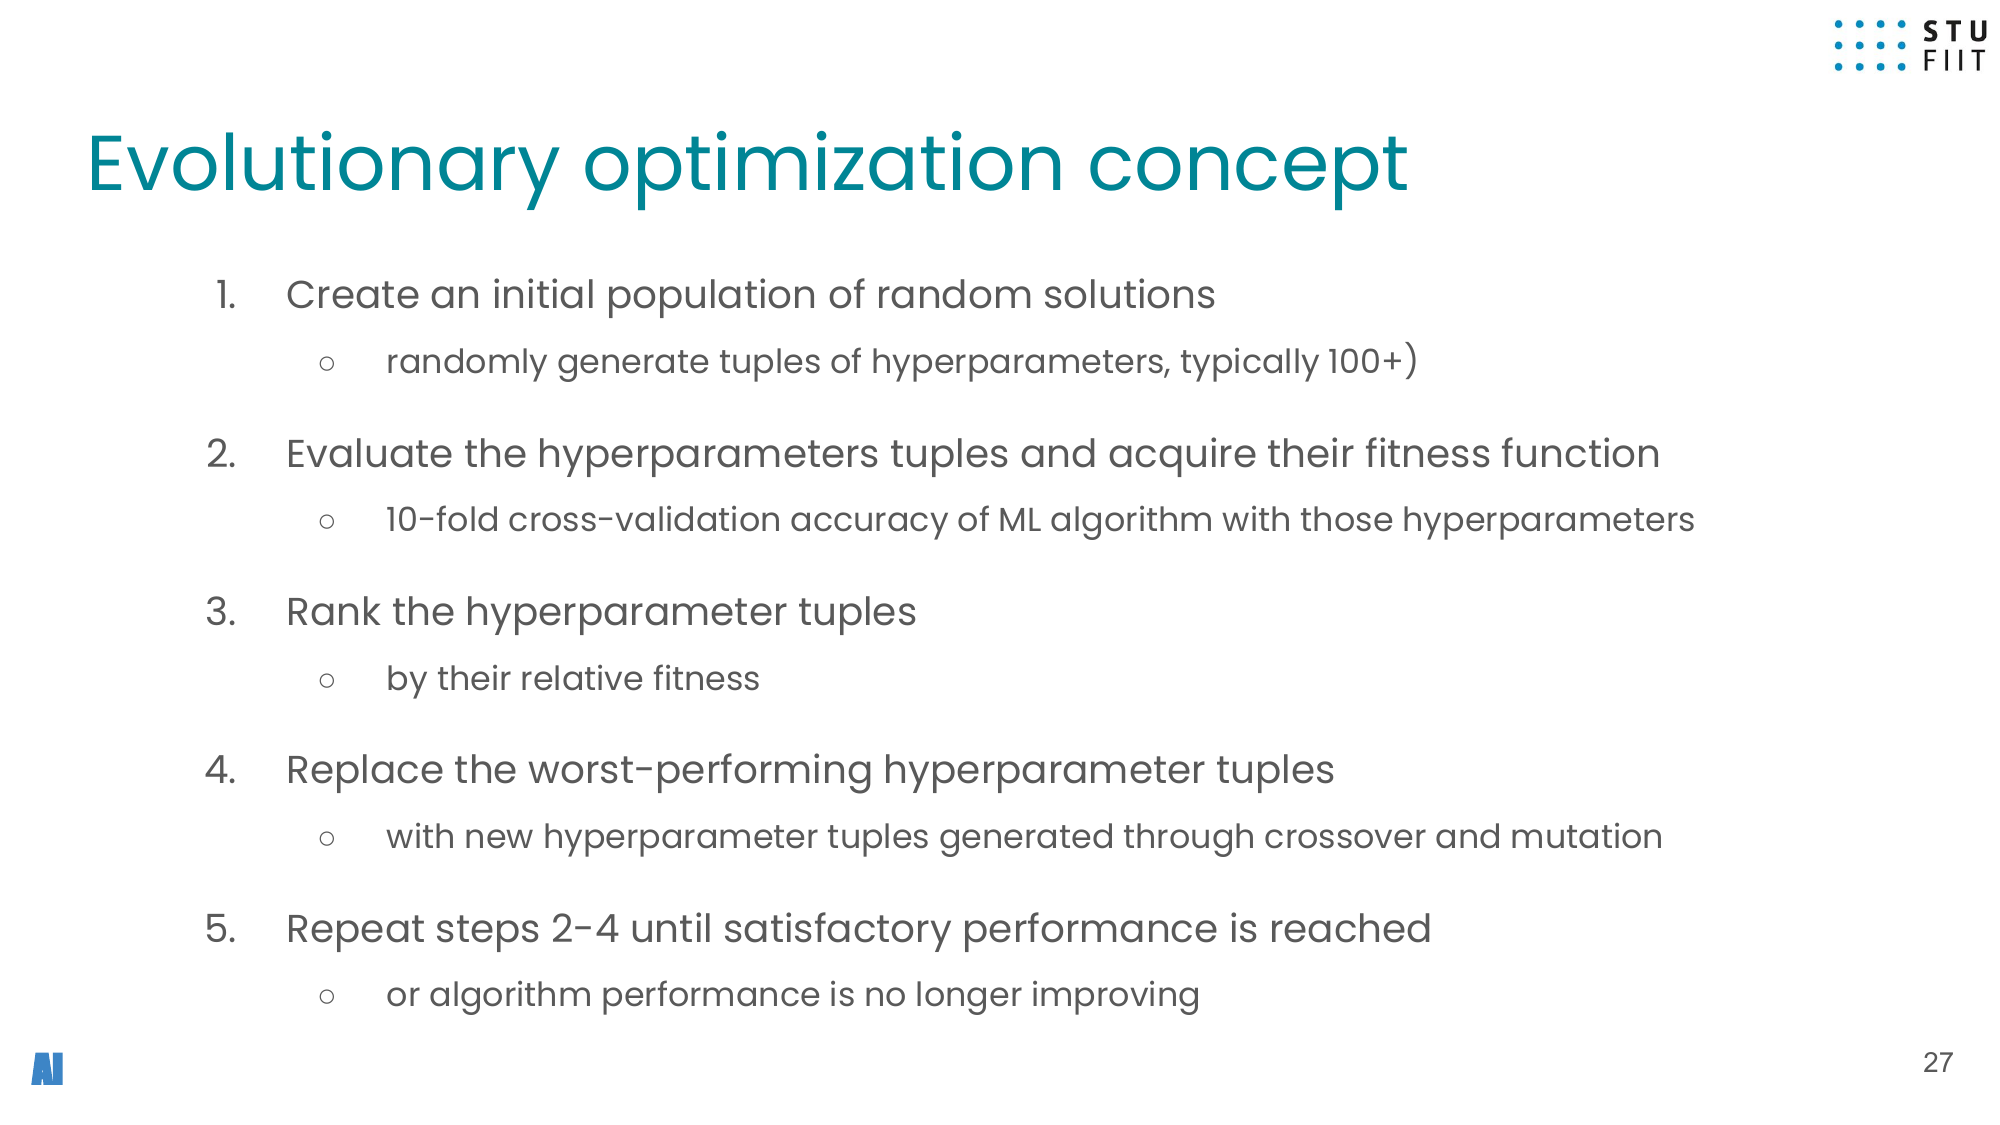 STU
FIIT
Evolutionary optimization concept
1. Create an initial population of random solutions
○ randomly generate tuples of hyperparameters, typically 100+)
2. Evaluate the hyperparameters tuples and acquire their fitness function
○ 10-fold cross-validation accuracy of ML algorithm with those hyperparameters
3. Rank the hyperparameter tuples
○ by their relative fitness
4. Replace the worst-performing hyperparameter tuples
○ with new hyperparameter tuples generated through crossover and mutation
5. Repeat steps 2-4 until satisfactory performance is reached
○ or algorithm performance is no longer improving
AI
27